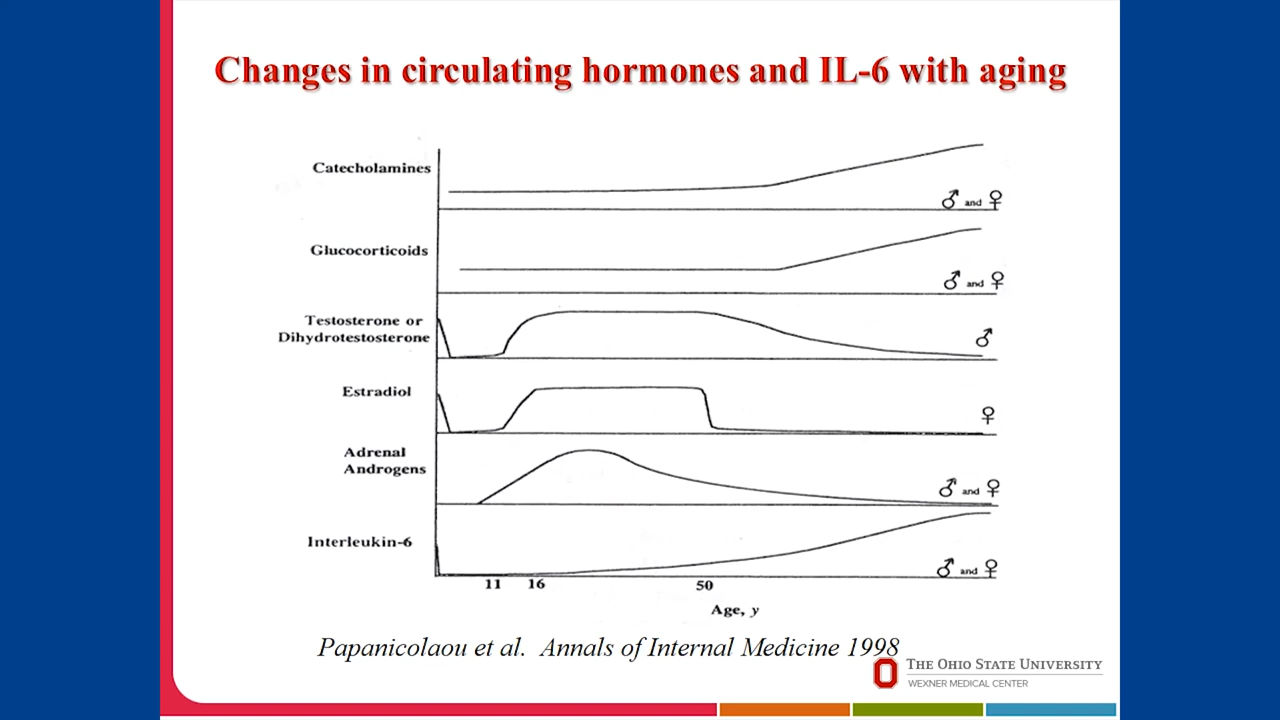 Changes in circulating hormones and IL-6 with aging
Catecholamines
♂ and ♀
Glucocorticoids
♂ and ♀
Testosterone or
Dihydrotestosterone
♂
Estradiol
♀
Adrenal
Androgens
♂ and ♀
Interleukin-6
♂ and ♀
11 16 50
Age, y
Papanicolaou et al. Annals of Internal Medicine 1998
THE OHIO STATE UNIVERSITY
WEXNER MEDICAL CENTER